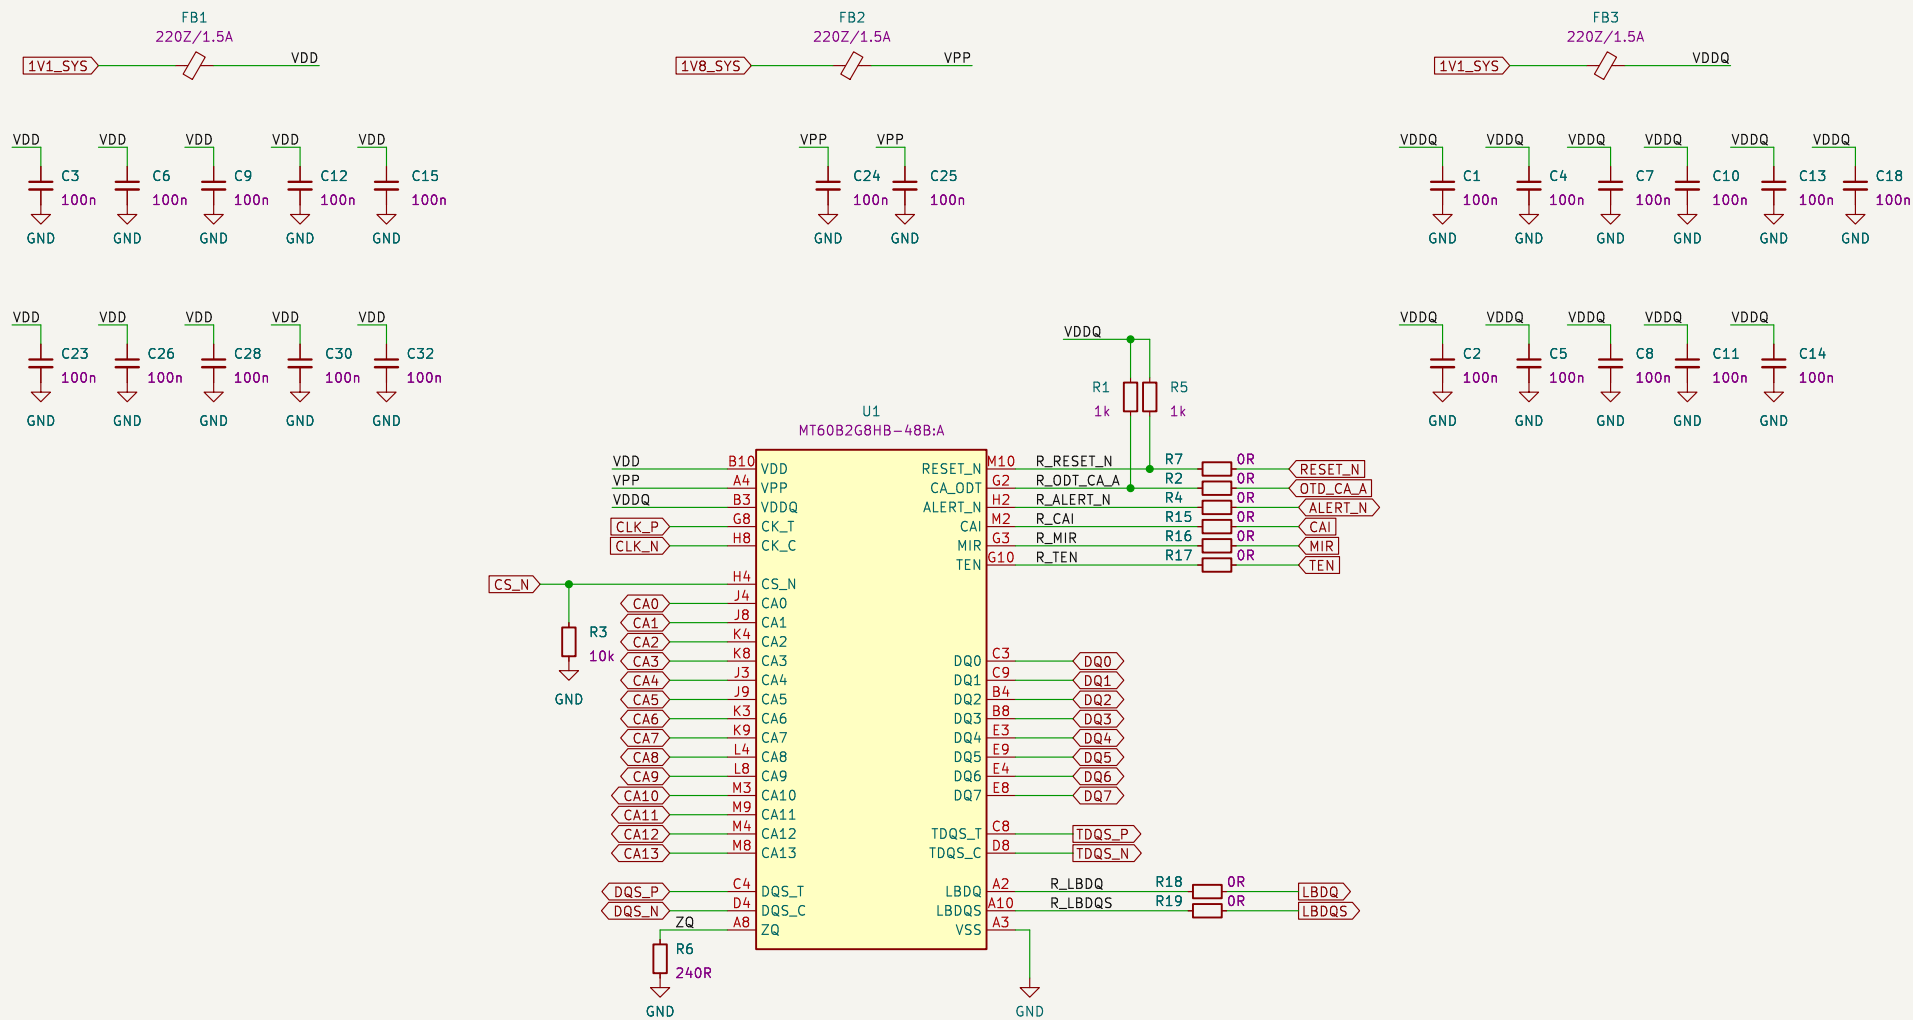 FB1
220Z/1.5A
1V1_SYS
VDD
FB2
220Z/1.5A
1V8_SYS
VPP
FB3
220Z/1.5A
1V1_SYS
VDDQ
VDD VDD VDD VDD VDD
C3 C6 C9 C12 C15
100n 100n 100n 100n 100n
GND GND GND GND GND
VPP VPP
C24 C25
100n 100n
GND GND
VDDQ VDDQ VDDQ VDDQ VDDQ VDDQ
C1 C4 C7 C10 C13 C18
100n 100n 100n 100n 100n 100n
GND GND GND GND GND GND
VDD VDD VDD VDD VDD
C23 C26 C28 C30 C32
100n 100n 100n 100n 100n
GND GND GND GND GND
VDDQ VDDQ VDDQ VDDQ VDDQ
C2 C5 C8 C11 C14
100n 100n 100n 100n 100n
GND GND GND GND GND
VDDQ
R1 R5
1k 1k
U1
MT60B2G8HB-48B:A
VDD B10 VDD
VPP A4 VPP
VDDQ B3 VDDQ
CLK_P G8 CK_T
CLK_N H8 CK_C
CS_N H4 CS_N
R3
10k
GND
CA0 J4 CA0
CA1 J8 CA1
CA2 K4 CA2
CA3 K8 CA3
CA4 J3 CA4
CA5 J9 CA5
CA6 K3 CA6
CA7 K9 CA7
CA8 L4 CA8
CA9 L8 CA9
CA10 M3 CA10
CA11 M9 CA11
CA12 M4 CA12
CA13 M8 CA13
DQS_P C4 DQS_T
DQS_N D4 DQS_C
ZQ A8 ZQ
R6
240R
GND
RESET_N M10 R_RESET_N R7 0R RESET_N
CA_ODT G2 R_ODT_CA_A R2 0R OTD_CA_A
ALERT_N H2 R_ALERT_N R4 0R ALERT_N
CAI M2 R_CAI R15 0R CAI
MIR G3 R_MIR R16 0R MIR
TEN G10 R_TEN R17 0R TEN
DQ0 C3 DQ0
DQ1 C9 DQ1
DQ2 B4 DQ2
DQ3 B8 DQ3
DQ4 E3 DQ4
DQ5 E9 DQ5
DQ6 E4 DQ6
DQ7 E8 DQ7
TDQS_T C8 TDQS_P
TDQS_C D8 TDQS_N
LBDQ A2 R_LBDQ R18 0R LBDQ
LBDQS A10 R_LBDQS R19 0R LBDQS
VSS A3
GND